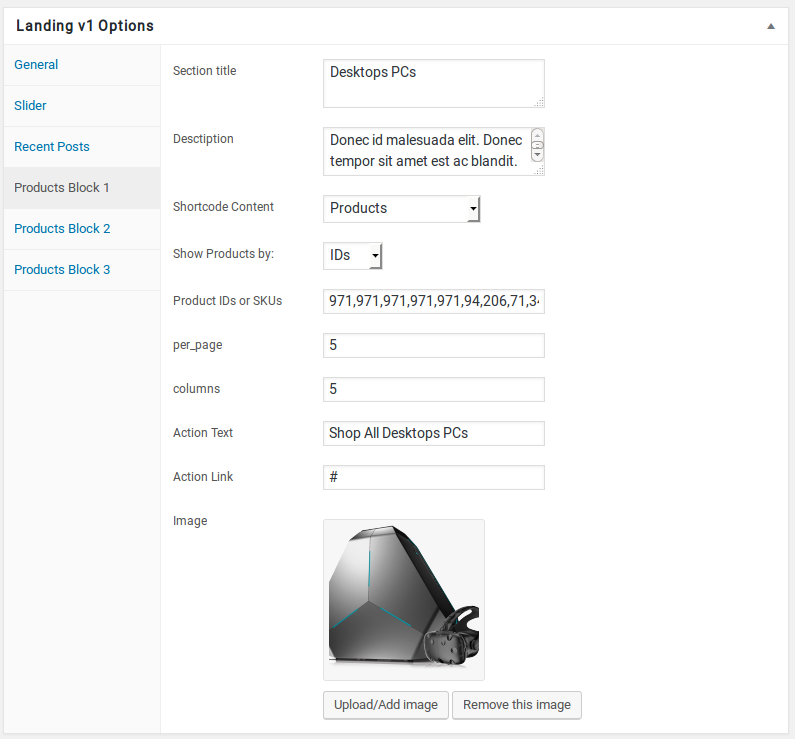 Landing v1 Options
General
Slider
Recent Posts
Products Block 1
Products Block 2
Products Block 3
Section title
Desktops PCs
Desctiption
Donec id malesuada elit. Donec
tempor sit amet est ac blandit.
Shortcode Content
Products
Show Products by:
IDs
Product IDs or SKUs
971,971,971,971,971,94,206,71,34
per_page
5
columns
5
Action Text
Shop All Desktops PCs
Action Link
#
Image
Upload/Add image
Remove this image